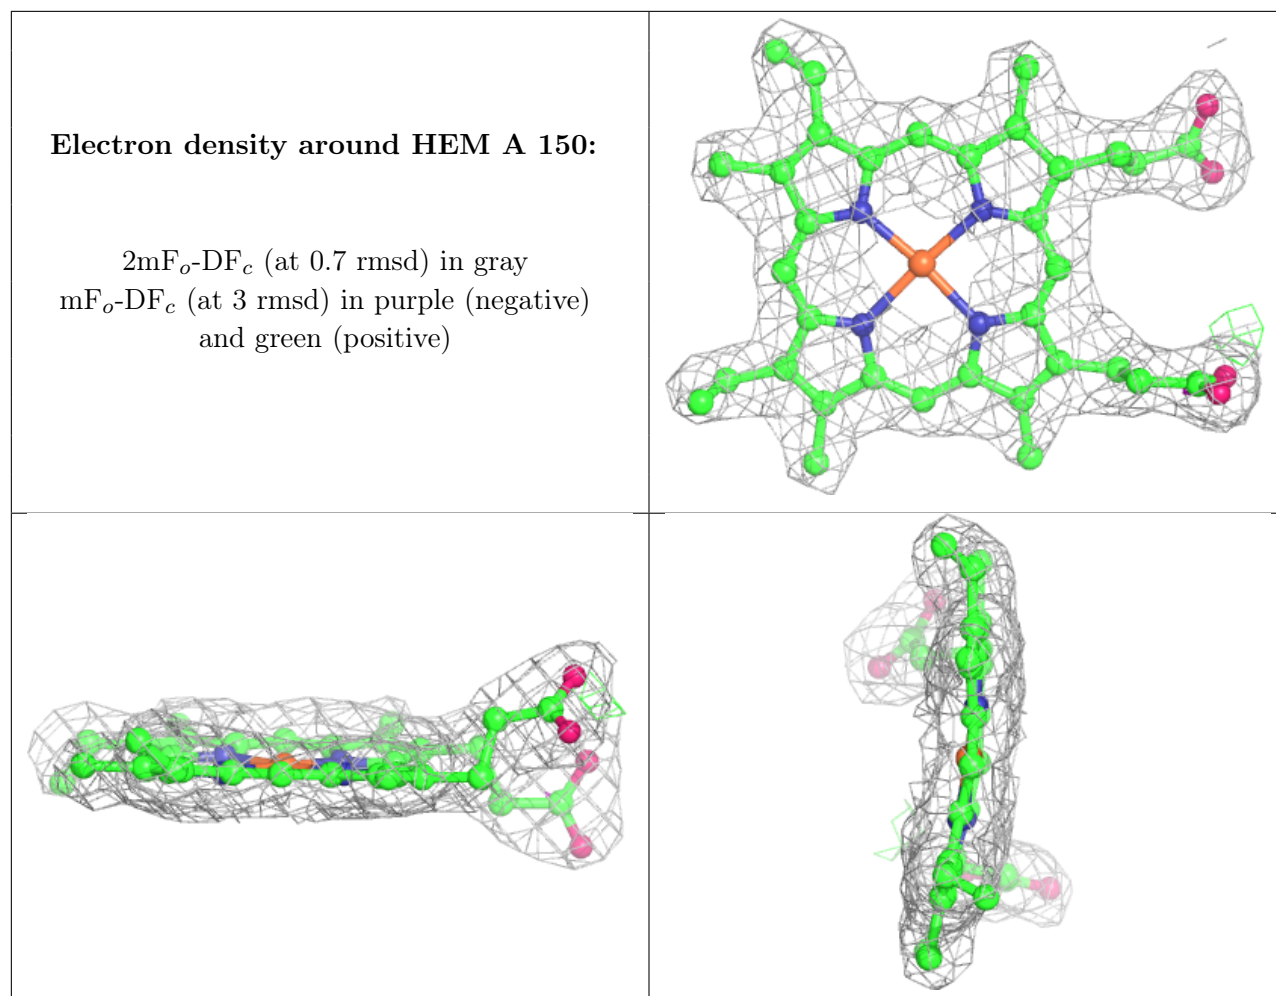 Electron density around HEM A 150:
2mFo-DFc (at 0.7 rmsd) in gray
mFo-DFc (at 3 rmsd) in purple (negative)
and green (positive)